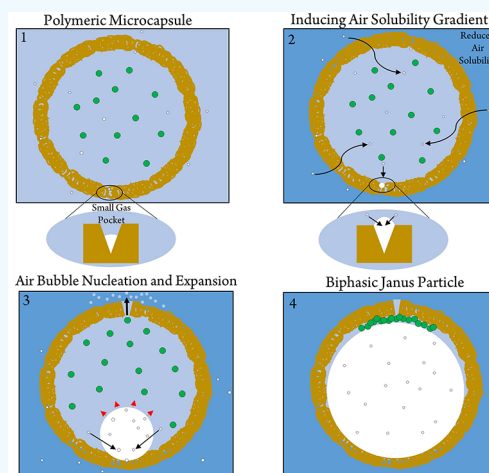 Polymeric Microcapsule
1
Small Gas
Pocket
Inducing Air Solubility Gradient
2
Air
Air Bubble Nucleation and Expansion
3
Biphasic Janus Particle
4